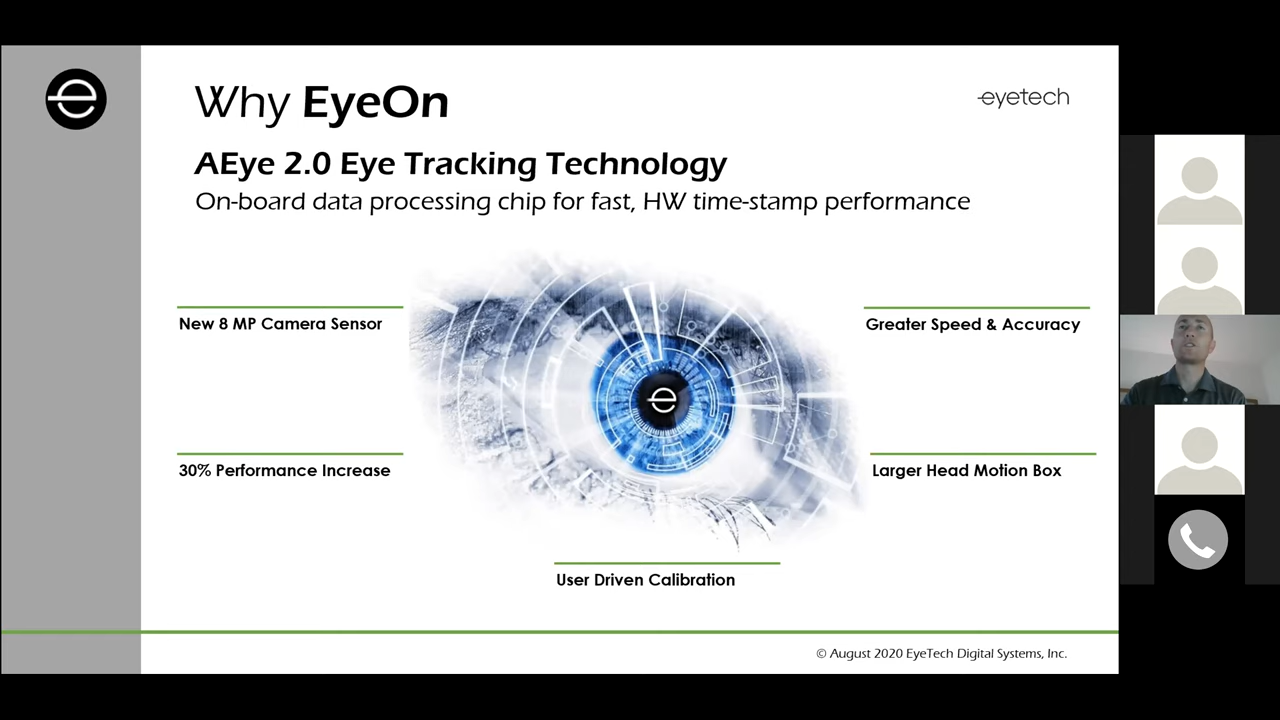 Why EyeOn
eyetech
AEye 2.0 Eye Tracking Technology
On-board data processing chip for fast, HW time-stamp performance
New 8 MP Camera Sensor
Greater Speed & Accuracy
30% Performance Increase
Larger Head Motion Box
User Driven Calibration
© August 2020 EyeTech Digital Systems, Inc.